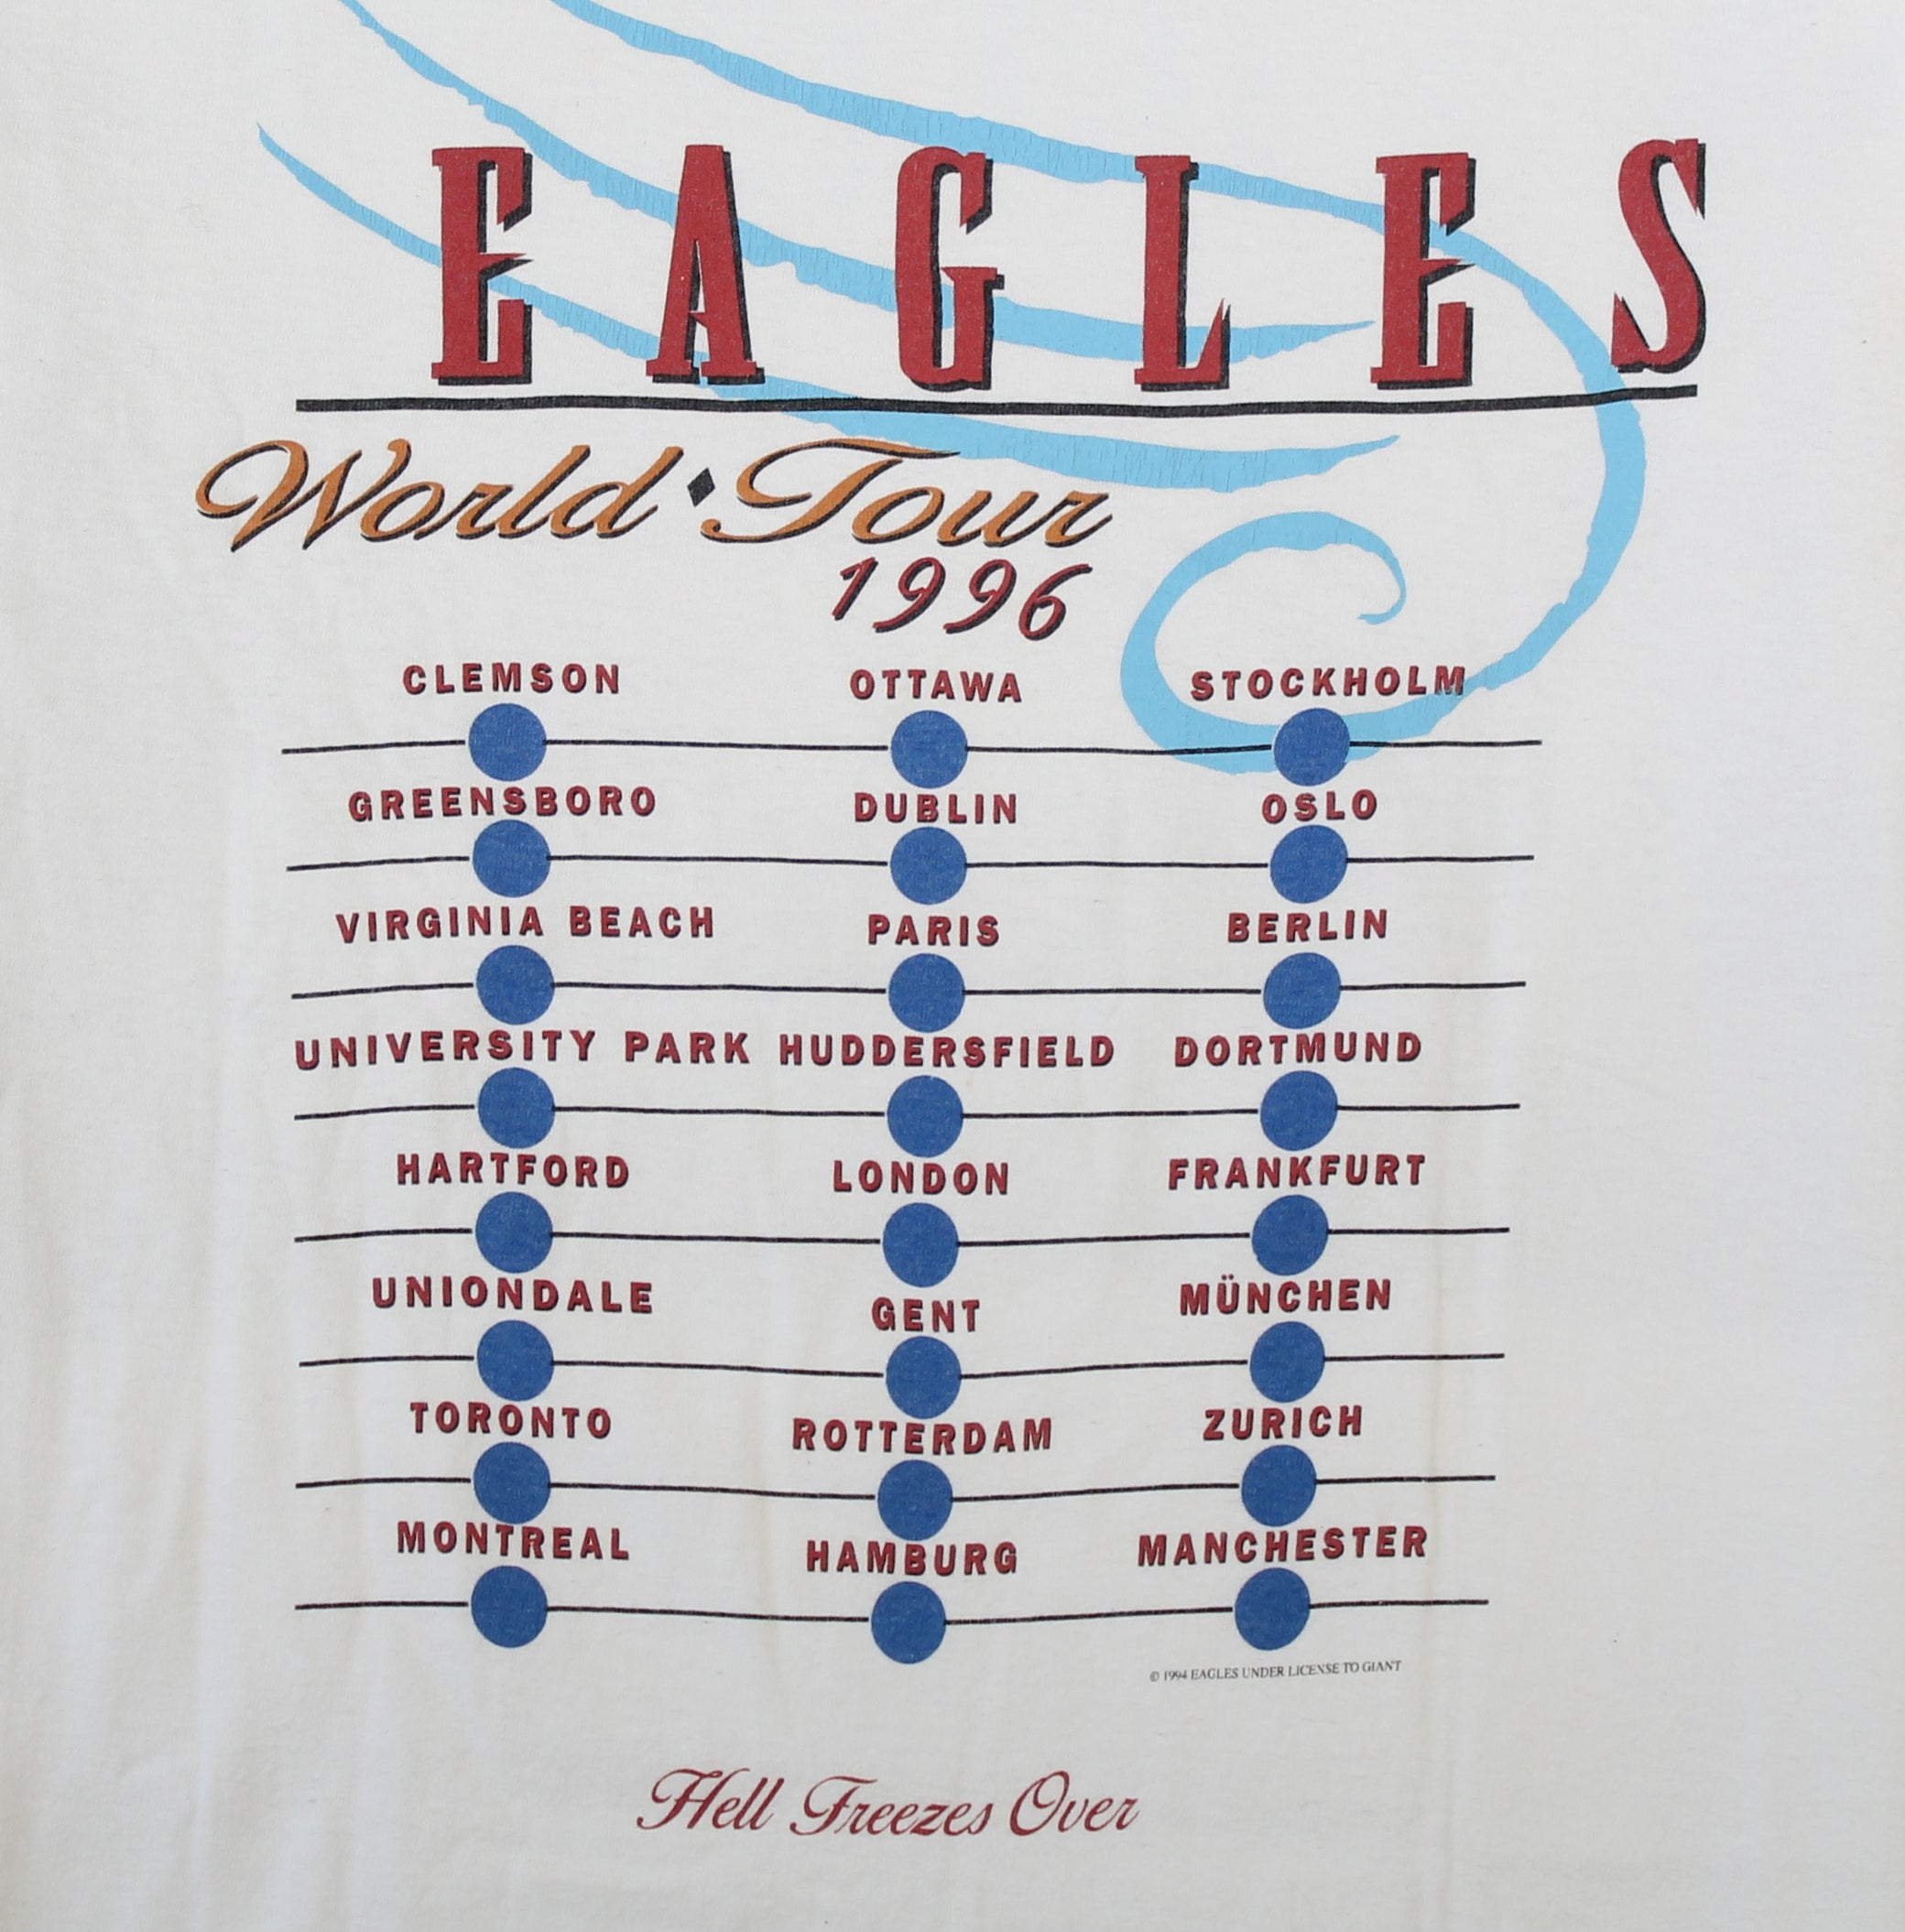 EAGLES
World Tour
1996
CLEMSON OTTAWA STOCKHOLM
GREENSBORO DUBLIN OSLO
VIRGINIA BEACH PARIS BERLIN
UNIVERSITY PARK HUDDERSFIELD DORTMUND
HARTFORD LONDON FRANKFURT
UNIONDALE GENT MÜNCHEN
TORONTO ROTTERDAM ZURICH
MONTREAL HAMBURG MANCHESTER
© 1994 EAGLES UNDER LICENSE TO GIANT
Hell Freezes Over